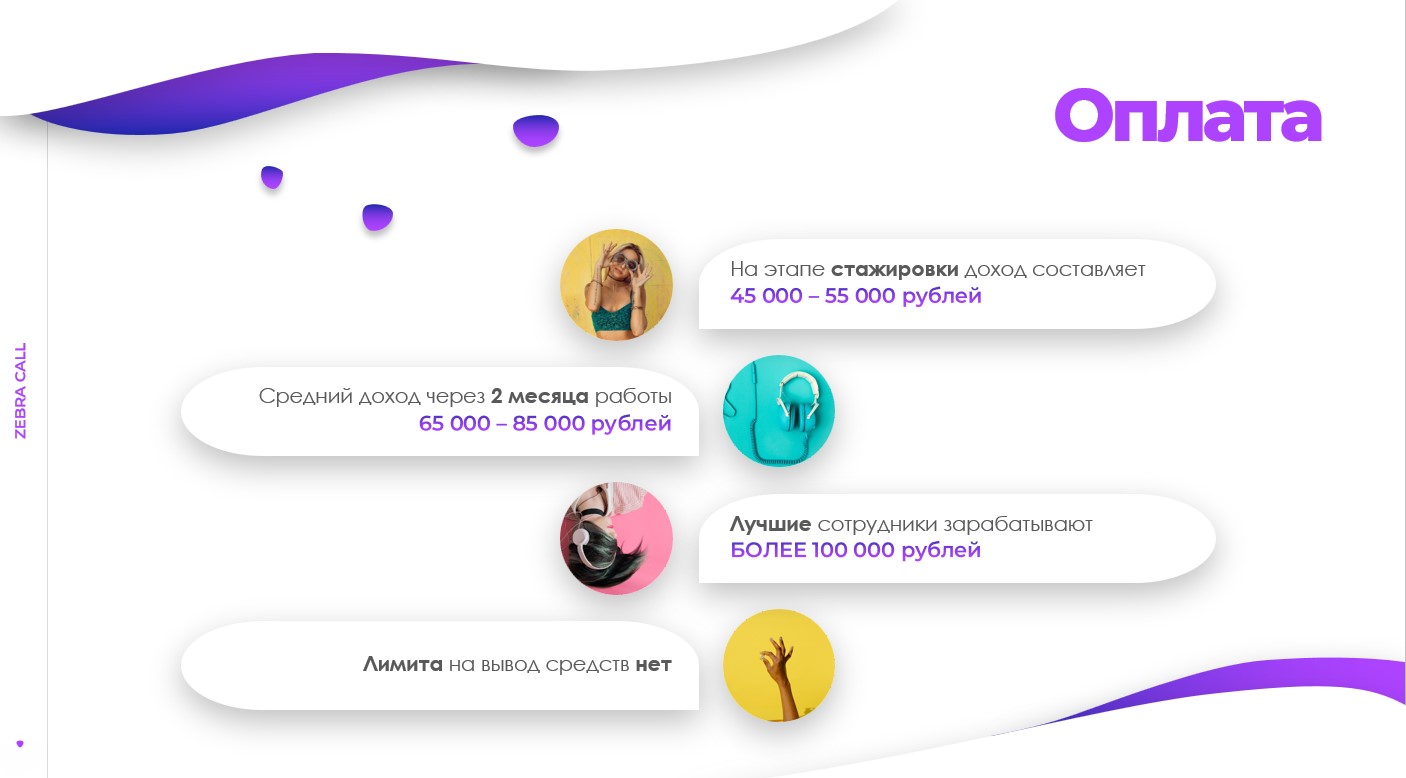 Оплата
На этапе стажировки доход составляет
45 000 – 55 000 рублей
Средний доход через 2 месяца работы
65 000 – 85 000 рублей
Лучшие сотрудники зарабатывают
БОЛЕЕ 100 000 рублей
Лимита на вывод средств нет
ZEBRA CALL